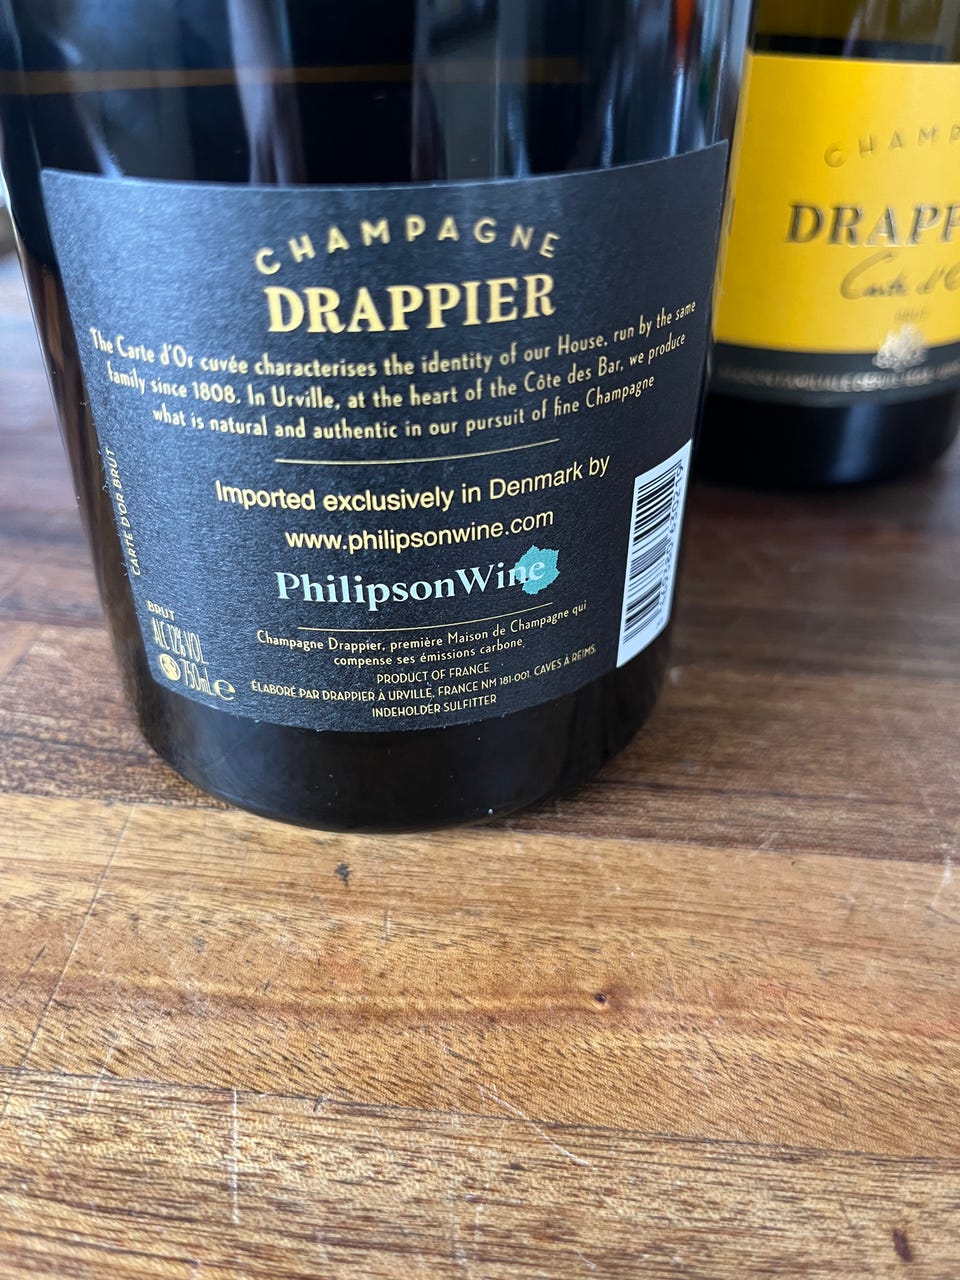 CHAMPAGNE
DRAPPIER
The Carte d'Or cuvée characterises the identity of our House, run by the same
family since 1808. In Urville, at the heart of the Côte des Bar, we produce
what is natural and authentic in our pursuit of fine Champagne
Imported exclusively in Denmark by
www.philipsonwine.com
PhilipsonWine
Champagne Drappier, première Maison de Champagne qui
compense ses émissions carbone
PRODUCT OF FRANCE
ÉLABORÉ PAR DRAPPIER À URVILLE, FRANCE NM 181-001. CAVES À REIMS.
INDEHOLDER SULFITTER
CARTE D'OR BRUT
BRUT
ALC 12% VOL
750mL e
CHAMP
DRAPP
Carte d'O
BRUT